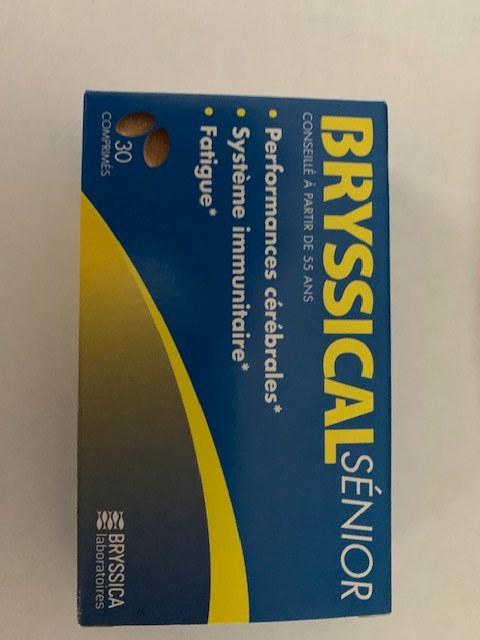 BRYSSICAL SÉNIOR
CONSEILLÉ À PARTIR DE 55 ANS
• Performances cérébrales*
• Système immunitaire*
• Fatigue*
30
COMPRIMÉS
BRYSSICA
laboratoires